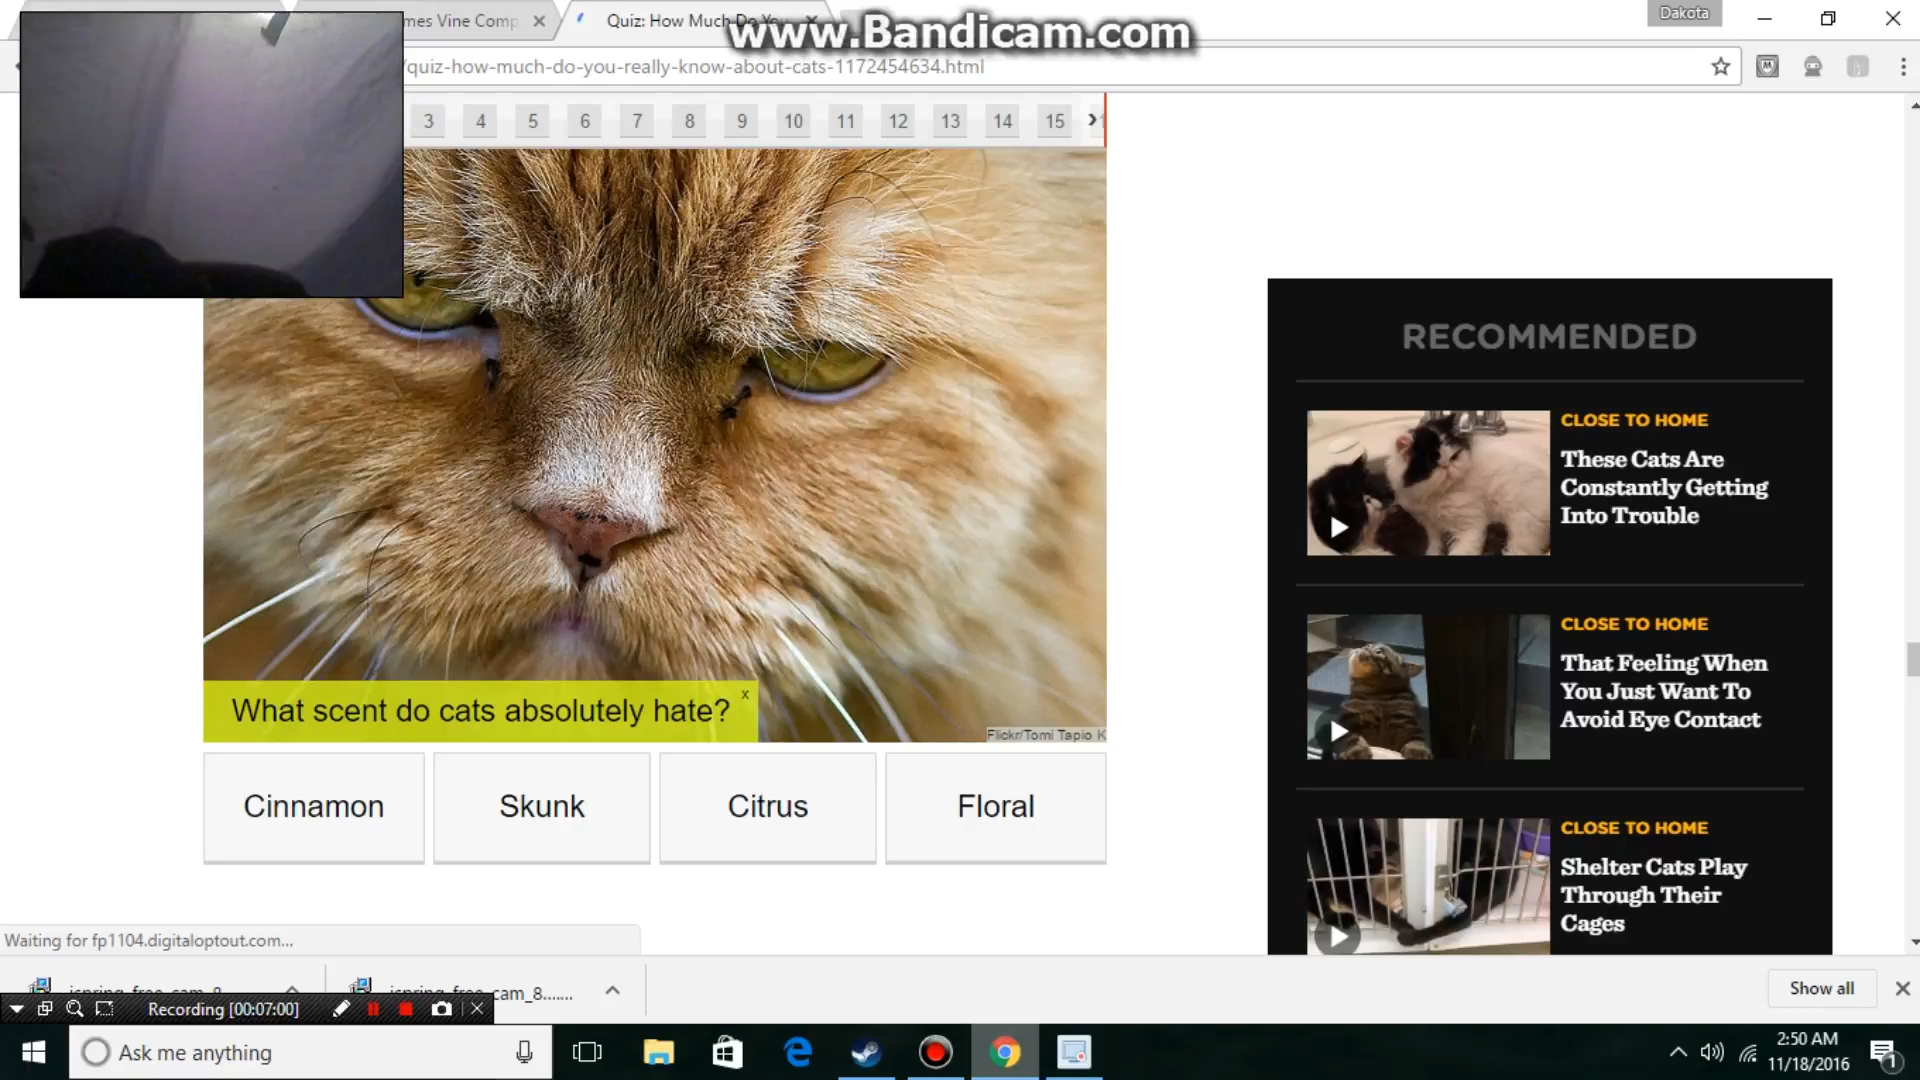 mes Vine Comp
Quiz: How Much Do You
www.Bandicam.com
Dakota
/quiz-how-much-do-you-really-know-about-cats-1172454634.html
3 4 5 6 7 8 9 10 11 12 13 14 15
RECOMMENDED
CLOSE TO HOME
These Cats Are
Constantly Getting
Into Trouble
CLOSE TO HOME
That Feeling When
You Just Want To
Avoid Eye Contact
CLOSE TO HOME
Shelter Cats Play
Through Their
Cages
What scent do cats absolutely hate?
x
Flickr/Tomi Tapio K
Cinnamon
Skunk
Citrus
Floral
Waiting for fp1104.digitaloptout.com...
ispring_free_cam_8...
ispring_free_cam_8.......
Show all
Recording [00:07:00]
Ask me anything
2:50 AM
11/18/2016
1